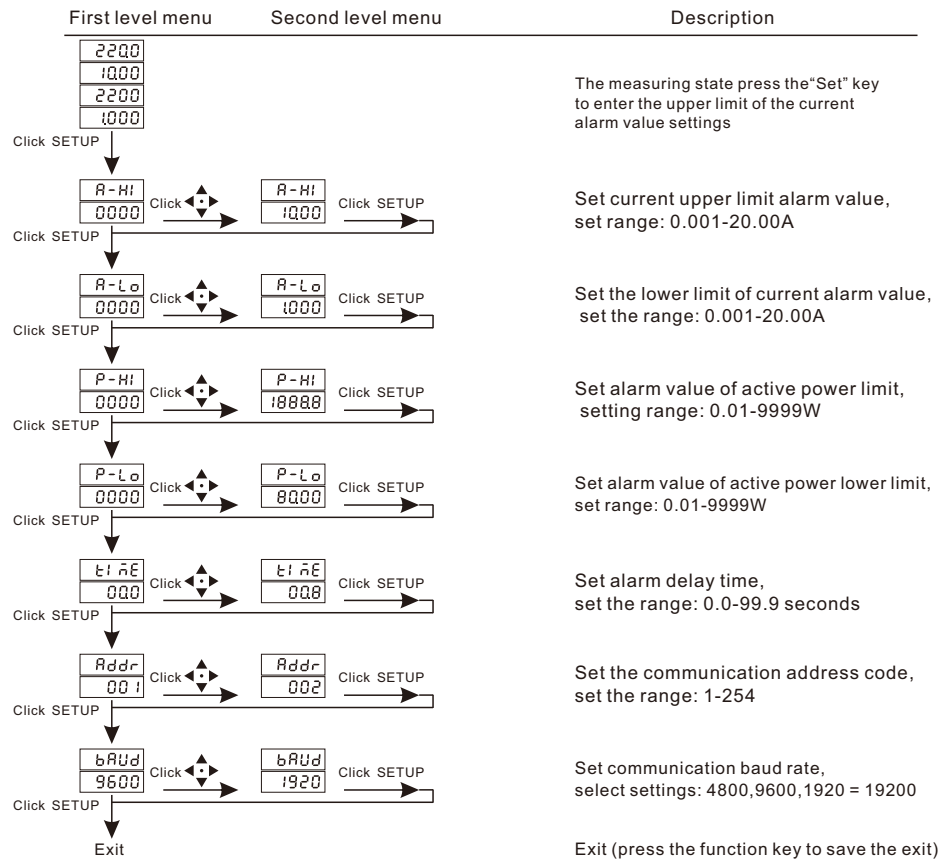 First level menu Second level menu Description
220.0
10.00
2200
1.000
The measuring state press the“Set” key
to enter the upper limit of the current
alarm value settings
Click SETUP
A-HI Click A-HI Click SETUP
0000 10.00
Set current upper limit alarm value,
set range: 0.001-20.00A
Click SETUP
A-Lo Click A-Lo Click SETUP
0000 1.000
Set the lower limit of current alarm value,
set the range: 0.001-20.00A
Click SETUP
P-HI Click P-HI Click SETUP
0000 1888.8
Set alarm value of active power limit,
setting range: 0.01-9999W
Click SETUP
P-Lo Click P-Lo Click SETUP
0000 80.00
Set alarm value of active power lower limit,
set range: 0.01-9999W
Click SETUP
tIME Click tIME Click SETUP
00.0 00.8
Set alarm delay time,
set the range: 0.0-99.9 seconds
Click SETUP
Addr Click Addr Click SETUP
001 002
Set the communication address code,
set the range: 1-254
Click SETUP
bAUd Click bAUd Click SETUP
9600 1920
Set communication baud rate,
select settings: 4800,9600,1920 = 19200
Click SETUP
Exit Exit (press the function key to save the exit)